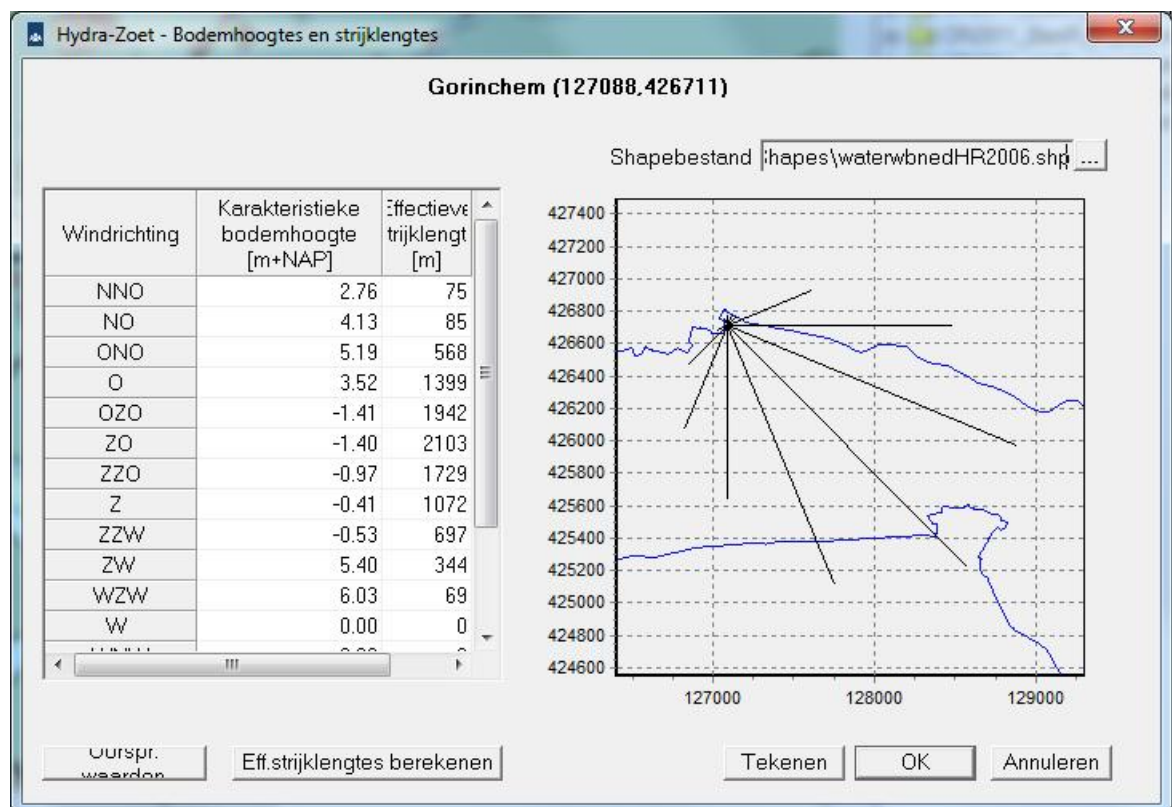 Hydra-Zoet - Bodemhoogtes en strijklengtes
Gorinchem (127088,426711)
Shapebestand :hapes\waterwbnedHR2006.shp ...
Windrichting Karakteristieke bodemhoogte [m+NAP] [m]
NNO 2.76 75
NO 4.13 85
ONO 5.19 568
O 3.52 1399
OZO -1.41 1942
ZO -1.40 2103
ZZO -0.97 1729
Z -0.41 1072
ZZW -0.53 697
ZW 5.40 344
WZW 6.03 69
W 0.00 0
427400
427200
427000
426800
426600
426400
426200
426000
425800
425600
425400
425200
425000
424800
424600
127000 128000 129000
Eff.strijklengtes berekenen Tekenen OK Annuleren